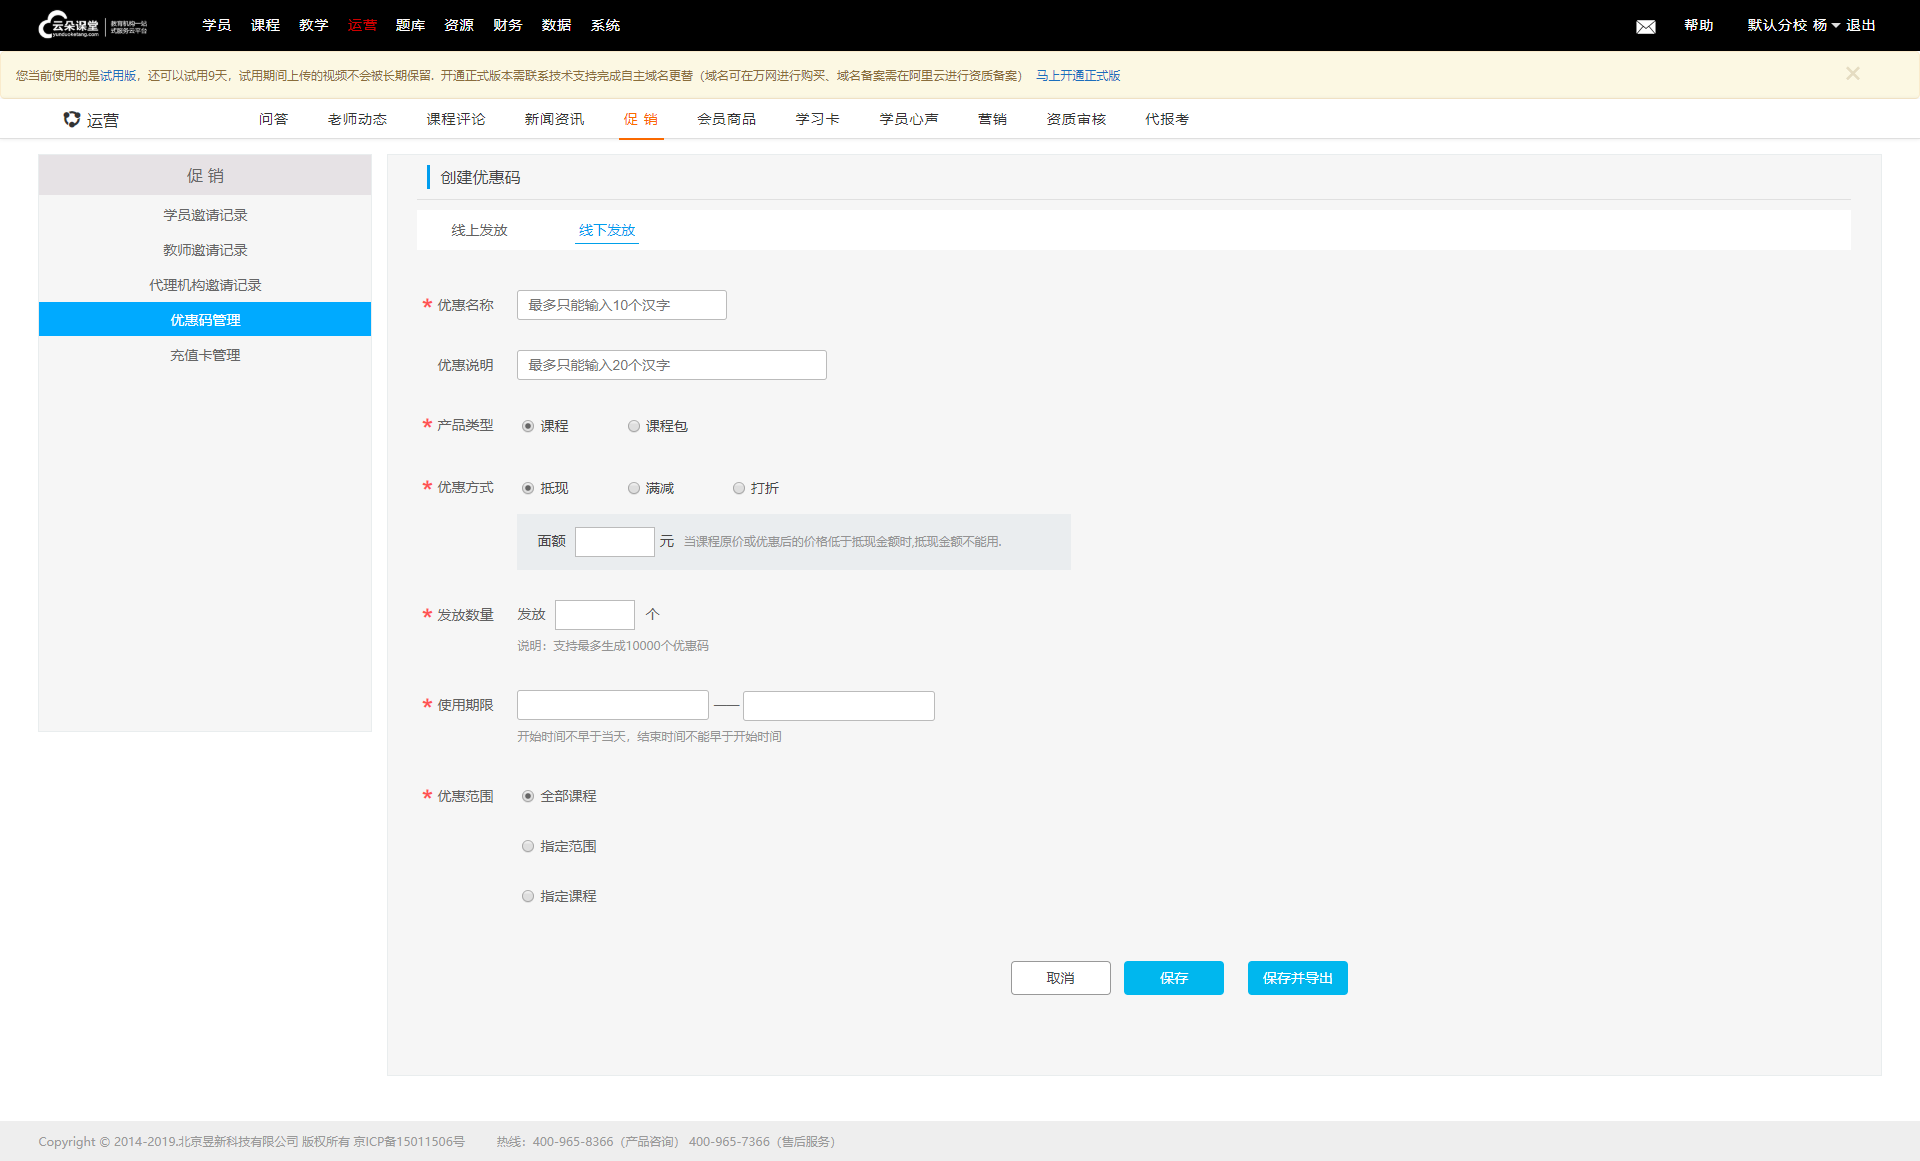 云朵课堂 yunduoketang.com 教育机构一站式服务云平台
学员 课程 教学 运营 题库 资源 财务 数据 系统 帮助 默认分校 杨 退出
您当前使用的是试用版，还可以试用9天，试用期间上传的视频不会被长期保留. 开通正式版本需联系技术支持完成自主域名更替（域名可在万网进行购买、域名备案需在阿里云进行资质备案） 马上开通正式版 ×
运营 问答 老师动态 课程评论 新闻资讯 促 销 会员商品 学习卡 学员心声 营销 资质审核 代报考
促 销
学员邀请记录
教师邀请记录
代理机构邀请记录
优惠码管理
充值卡管理
创建优惠码
线上发放 线下发放
* 优惠名称 最多只能输入10个汉字
优惠说明 最多只能输入20个汉字
* 产品类型 课程 课程包
* 优惠方式 抵现 满减 打折
面额 元 当课程原价或优惠后的价格低于抵现金额时,抵现金额不能用.
* 发放数量 发放 个
说明：支持最多生成10000个优惠码
* 使用期限 —
开始时间不早于当天，结束时间不能早于开始时间
* 优惠范围 全部课程
指定范围
指定课程
取消 保存 保存并导出
Copyright © 2014-2019.北京昱新科技有限公司 版权所有 京ICP备15011506号 热线：400-965-8366（产品咨询） 400-965-7366（售后服务）